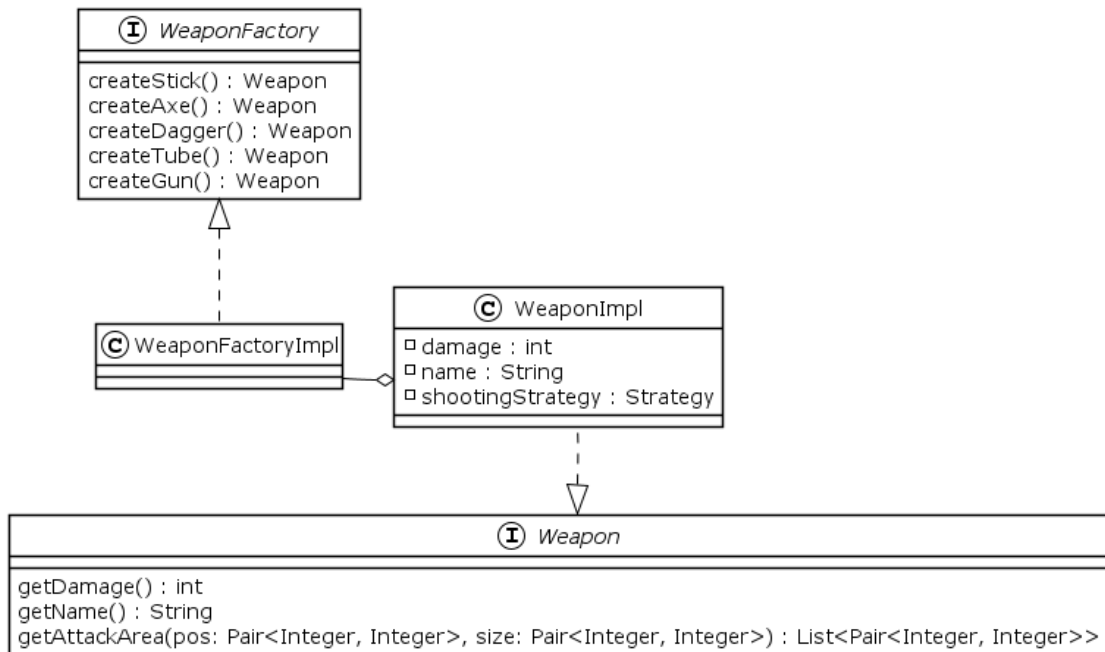 I WeaponFactory
createStick() : Weapon
createAxe() : Weapon
createDagger() : Weapon
createTube() : Weapon
createGun() : Weapon
C WeaponFactoryImpl
C WeaponImpl
damage : int
name : String
shootingStrategy : Strategy
I Weapon
getDamage() : int
getName() : String
getAttackArea(pos: Pair<Integer, Integer>, size: Pair<Integer, Integer>) : List<Pair<Integer, Integer>>